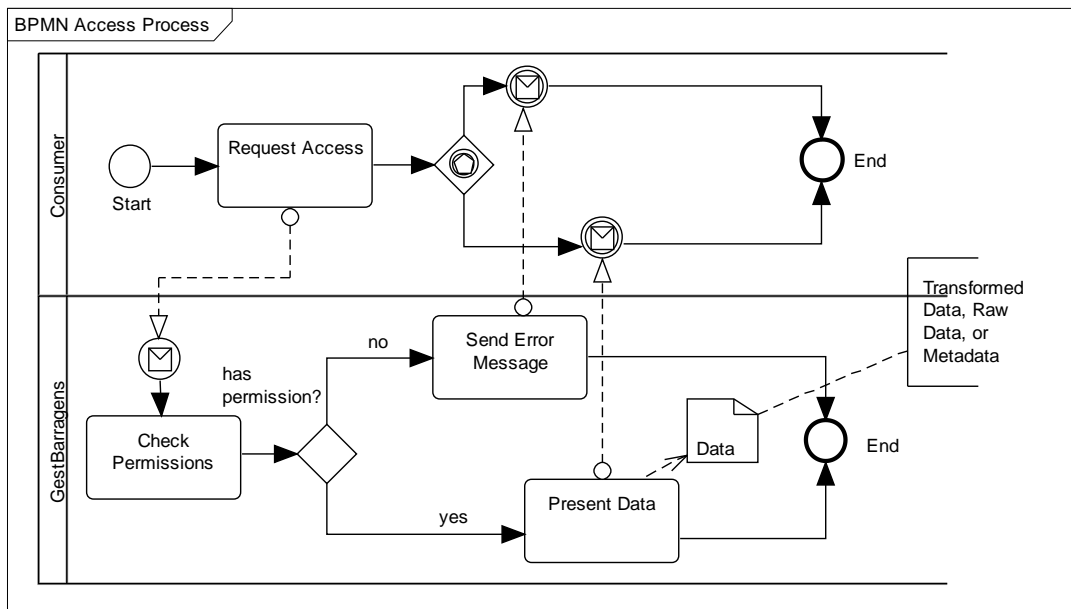 BPMN Access Process
Consumer
Request Access
Start
End
Transformed
Data, Raw
Data, or
Metadata
GestBarragens
Send Error
Message
no
has
permission?
Check
Permissions
Data
End
Present Data
yes